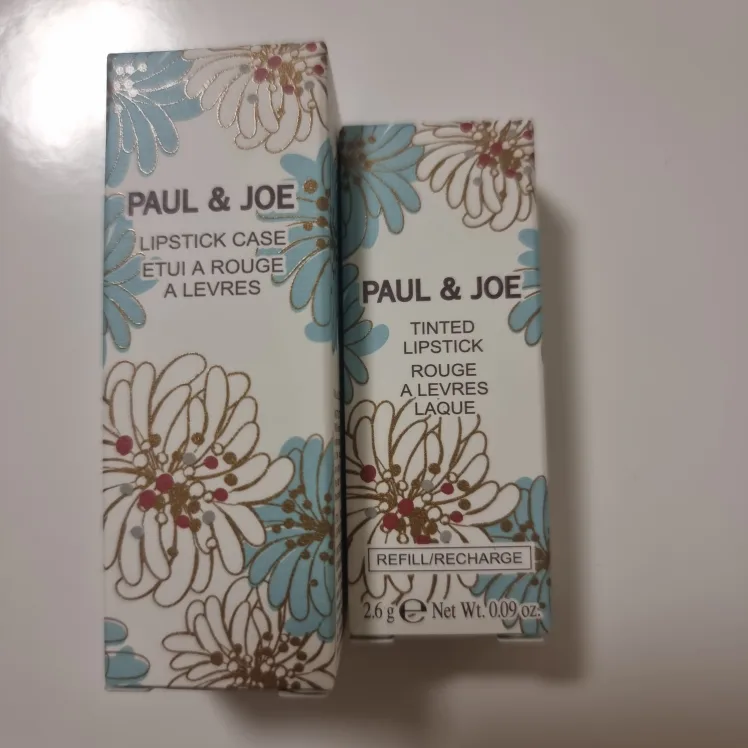 PAUL & JOE
LIPSTICK CASE
ETUI A ROUGE
A LEVRES
PAUL & JOE
TINTED
LIPSTICK
ROUGE
A LEVRES
LAQUE
REFILL/RECHARGE
2.6 g ℮ Net Wt. 0.09 oz.